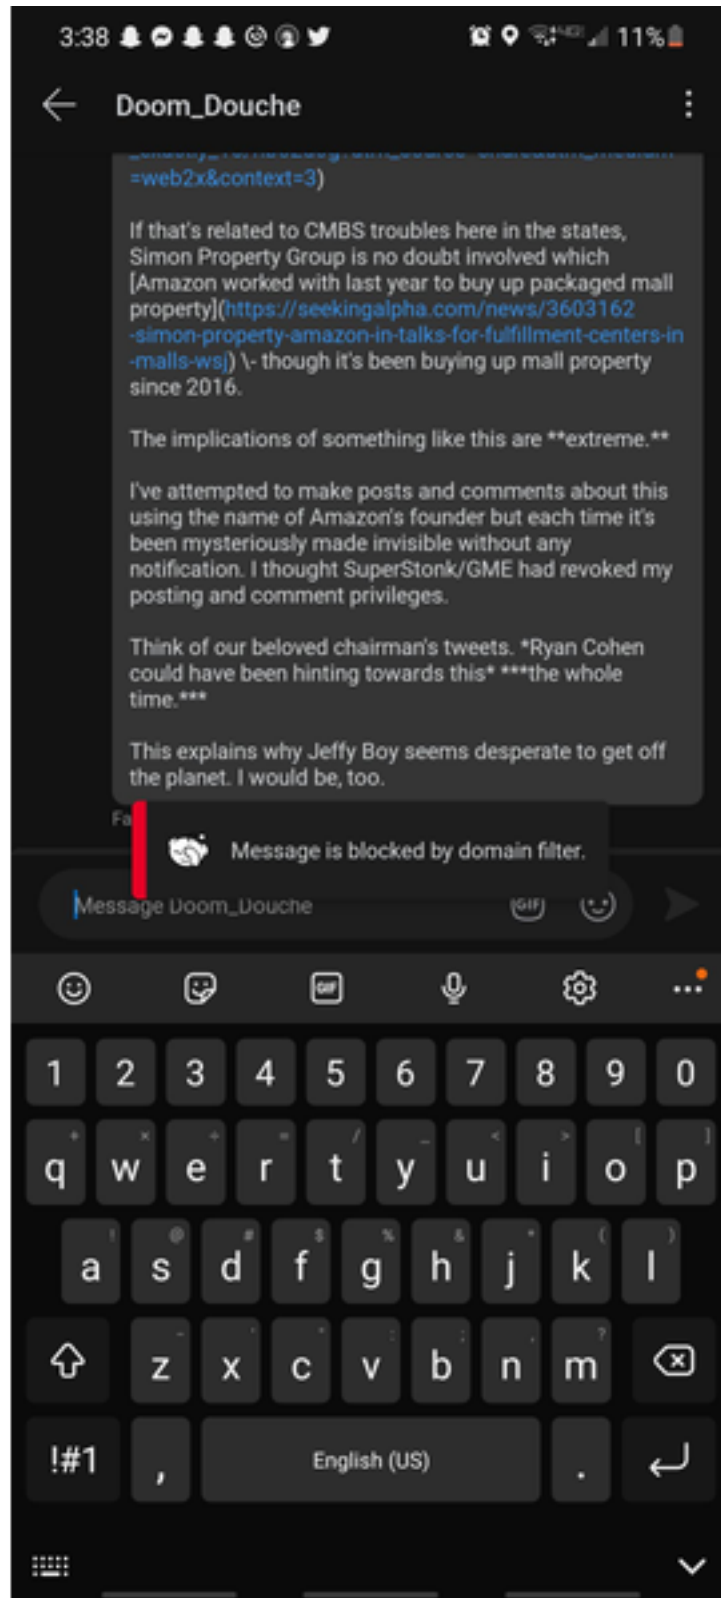 3:38
11%
Doom_Douche
=web2x&context=3)
If that's related to CMBS troubles here in the states,
Simon Property Group is no doubt involved which
[Amazon worked with last year to buy up packaged mall
property](https://seekingalpha.com/news/3603162
-simon-property-amazon-in-talks-for-fulfillment-centers-in
-malls-wsj) \- though it's been buying up mall property
since 2016.
The implications of something like this are **extreme.**
I've attempted to make posts and comments about this
using the name of Amazon's founder but each time it's
been mysteriously made invisible without any
notification. I thought SuperStonk/GME had revoked my
posting and comment privileges.
Think of our beloved chairman's tweets. *Ryan Cohen
could have been hinting towards this* ***the whole
time.***
This explains why Jeffy Boy seems desperate to get off
the planet. I would be, too.
Fa
Message is blocked by domain filter.
Message Doom_Douche
GIF
GIF
1 2 3 4 5 6 7 8 9 0
q w e r t y u i o p
a s d f g h j k l
z x c v b n m
!#1 , English (US) .